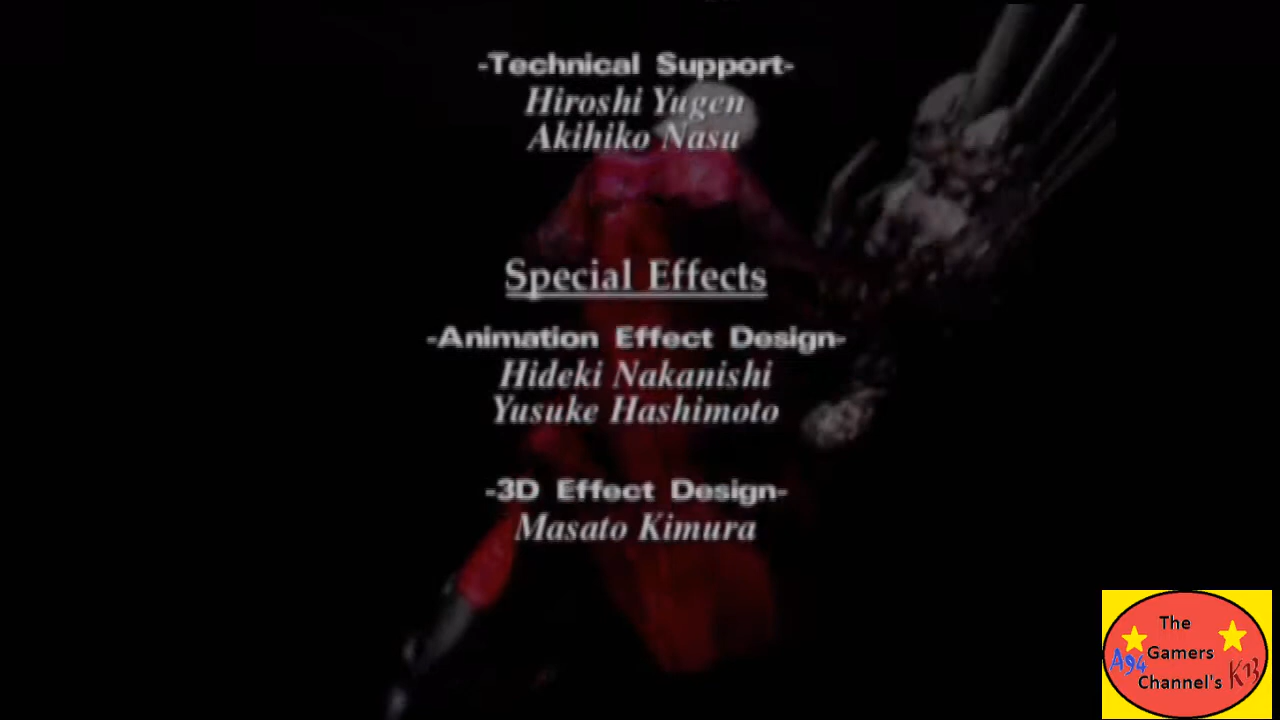 -Technical Support-
Hiroshi Yugen
Akihiko Nasu
Special Effects
-Animation Effect Design-
Hideki Nakanishi
Yusuke Hashimoto
-3D Effect Design-
Masato Kimura
The
A94 Gamers
Channel's K13